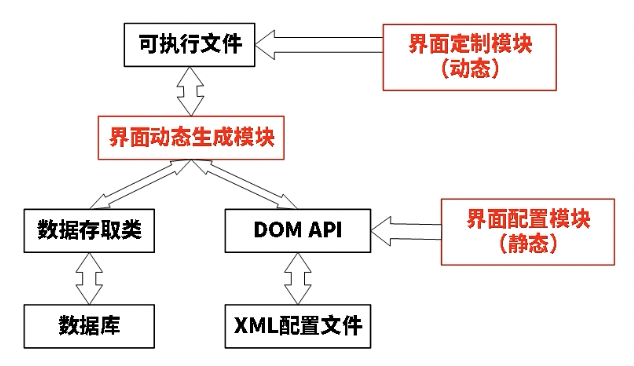 可执行文件
界面定制模块
（动态）
界面动态生成模块
数据存取类
DOM API
界面配置模块
（静态）
数据库
XML配置文件